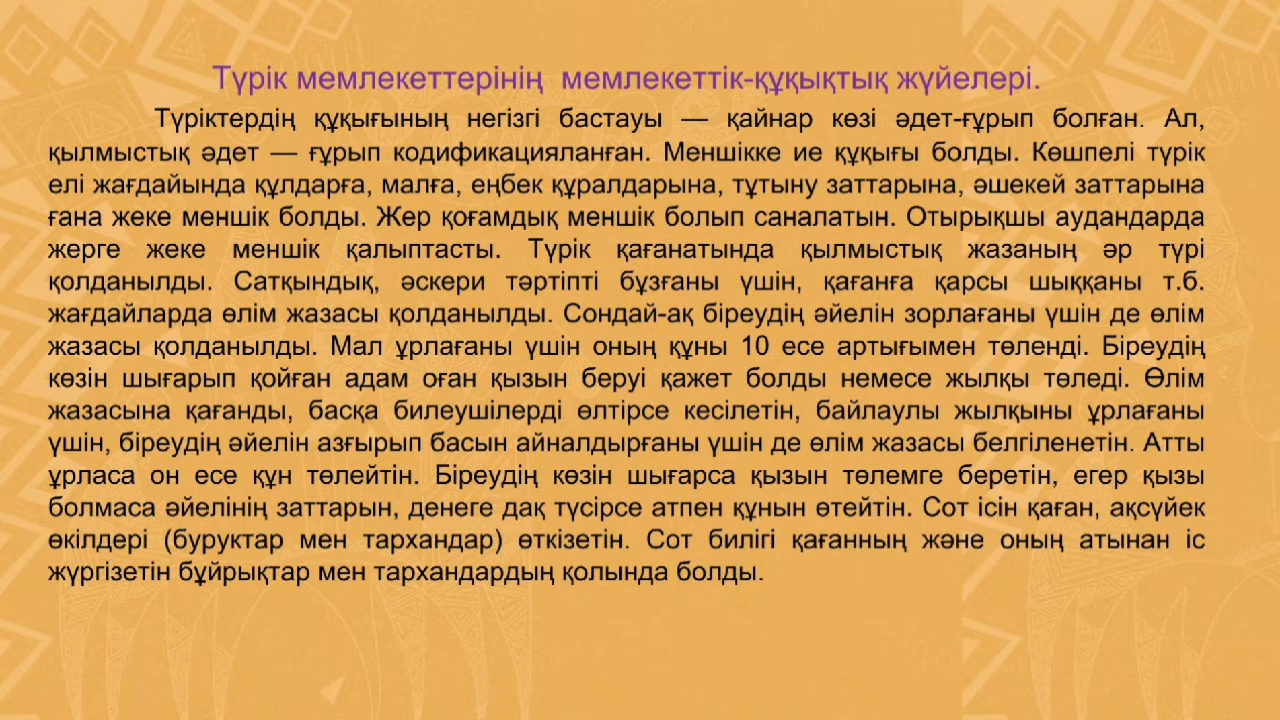 Түрік мемлекеттерінің мемлекеттік-құқықтық жүйелері.
Түріктердің құқығының негізгі бастауы — қайнар көзі әдет-ғұрып болған. Ал,
қылмыстық әдет — ғұрып кодификацияланған. Меншікке ие құқығы болды. Көшпелі түрік
елі жағдайында құлдарға, малға, еңбек құралдарына, тұтыну заттарына, әшекей заттарына
ғана жеке меншік болды. Жер қоғамдық меншік болып саналатын. Отырықшы аудандарда
жерге жеке меншік қалыптасты. Түрік қағанатында қылмыстық жазаның әр түрі
қолданылды. Сатқындық, әскери тәртіпті бұзғаны үшін, қағанға қарсы шыққаны т.б.
жағдайларда өлім жазасы қолданылды. Сондай-ақ біреудің әйелін зорлағаны үшін де өлім
жазасы қолданылды. Мал ұрлағаны үшін оның құны 10 есе артығымен төленді. Біреудің
көзін шығарып қойған адам оған қызын беруі қажет болды немесе жылқы төледі. Өлім
жазасына қағанды, басқа билеушілерді өлтірсе кесілетін, байлаулы жылқыны ұрлағаны
үшін, біреудің әйелін азғырып басын айналдырғаны үшін де өлім жазасы белгіленетін. Атты
ұрласа он есе құн төлейтін. Біреудің көзін шығарса қызын төлемге беретін, егер қызы
болмаса әйелінің заттарын, денеге дақ түсірсе атпен құнын өтейтін. Сот ісін қаған, ақсүйек
өкілдері (буруктар мен тархандар) өткізетін. Сот билігі қағанның және оның атынан іс
жүргізетін бұйрықтар мен тархандардың қолында болды.